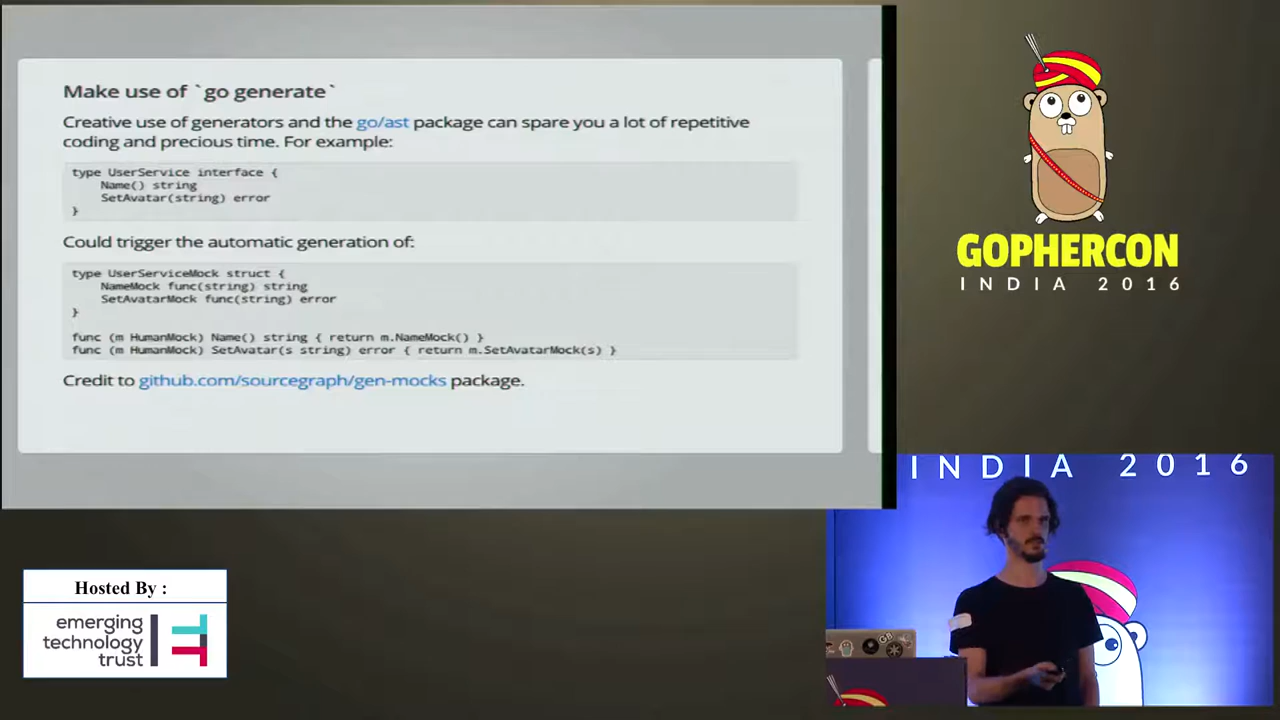 Make use of `go generate`
Creative use of generators and the go/ast package can spare you a lot of repetitive
coding and precious time. For example:
type UserService interface {
    Name() string
    SetAvatar(string) error
}
Could trigger the automatic generation of:
type UserServiceMock struct {
    NameMock func(string) string
    SetAvatarMock func(string) error
}
func (m HumanMock) Name() string { return m.NameMock() }
func (m HumanMock) SetAvatar(s string) error { return m.SetAvatarMock(s) }
Credit to github.com/sourcegraph/gen-mocks package.
GOPHERCON
INDIA 2016
INDIA 2016
GB
Hosted By :
emerging
technology
trust